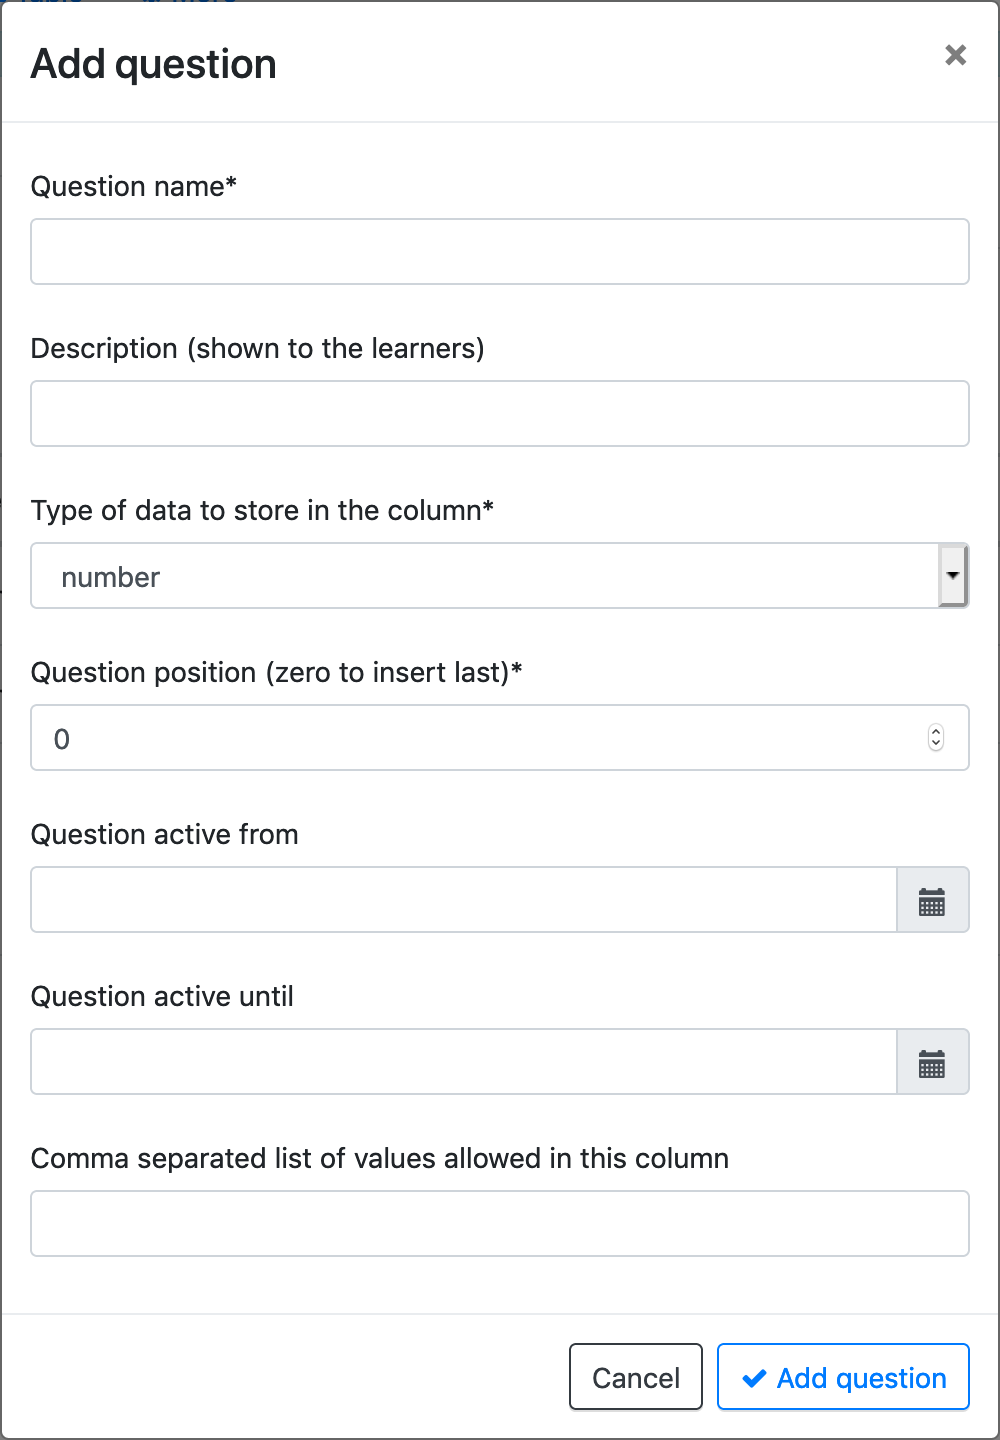 Add question
×
Question name*
Description (shown to the learners)
Type of data to store in the column*
number
Question position (zero to insert last)*
0
Question active from
Question active until
Comma separated list of values allowed in this column
Cancel
Add question